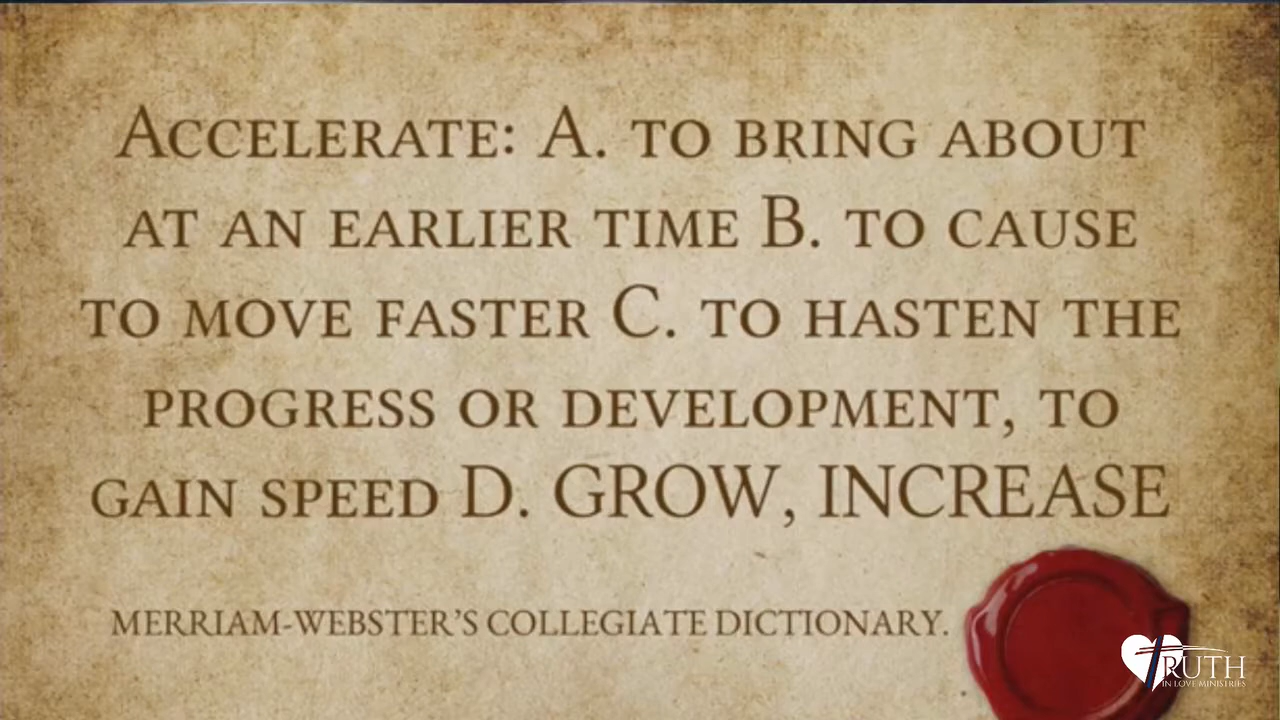 Accelerate: A. to bring about
at an earlier time B. to cause
to move faster C. to hasten the
progress or development, to
gain speed D. GROW, INCREASE
MERRIAM-WEBSTER'S COLLEGIATE DICTIONARY.
TRUTH
IN LOVE MINISTRIES